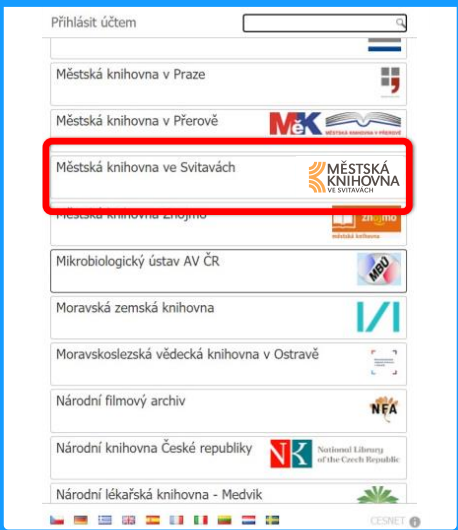 Přihlásit účtem
Městská knihovna v Praze
Městská knihovna v Přerově
MěK
MĚSTSKÁ KNIHOVNA V PŘEROVĚ
Městská knihovna ve Svitavách
MĚSTSKÁ
KNIHOVNA
VE SVITAVÁCH
Městská knihovna Znojmo
znojmo
městská knihovna
Mikrobiologický ústav AV ČR
MBÚ
Moravská zemská knihovna
Moravskoslezská vědecká knihovna v Ostravě
Národní filmový archiv
NFA
Národní knihovna České republiky
NK
National Library
of the Czech Republic
Národní lékařská knihovna - Medvik
CESNET